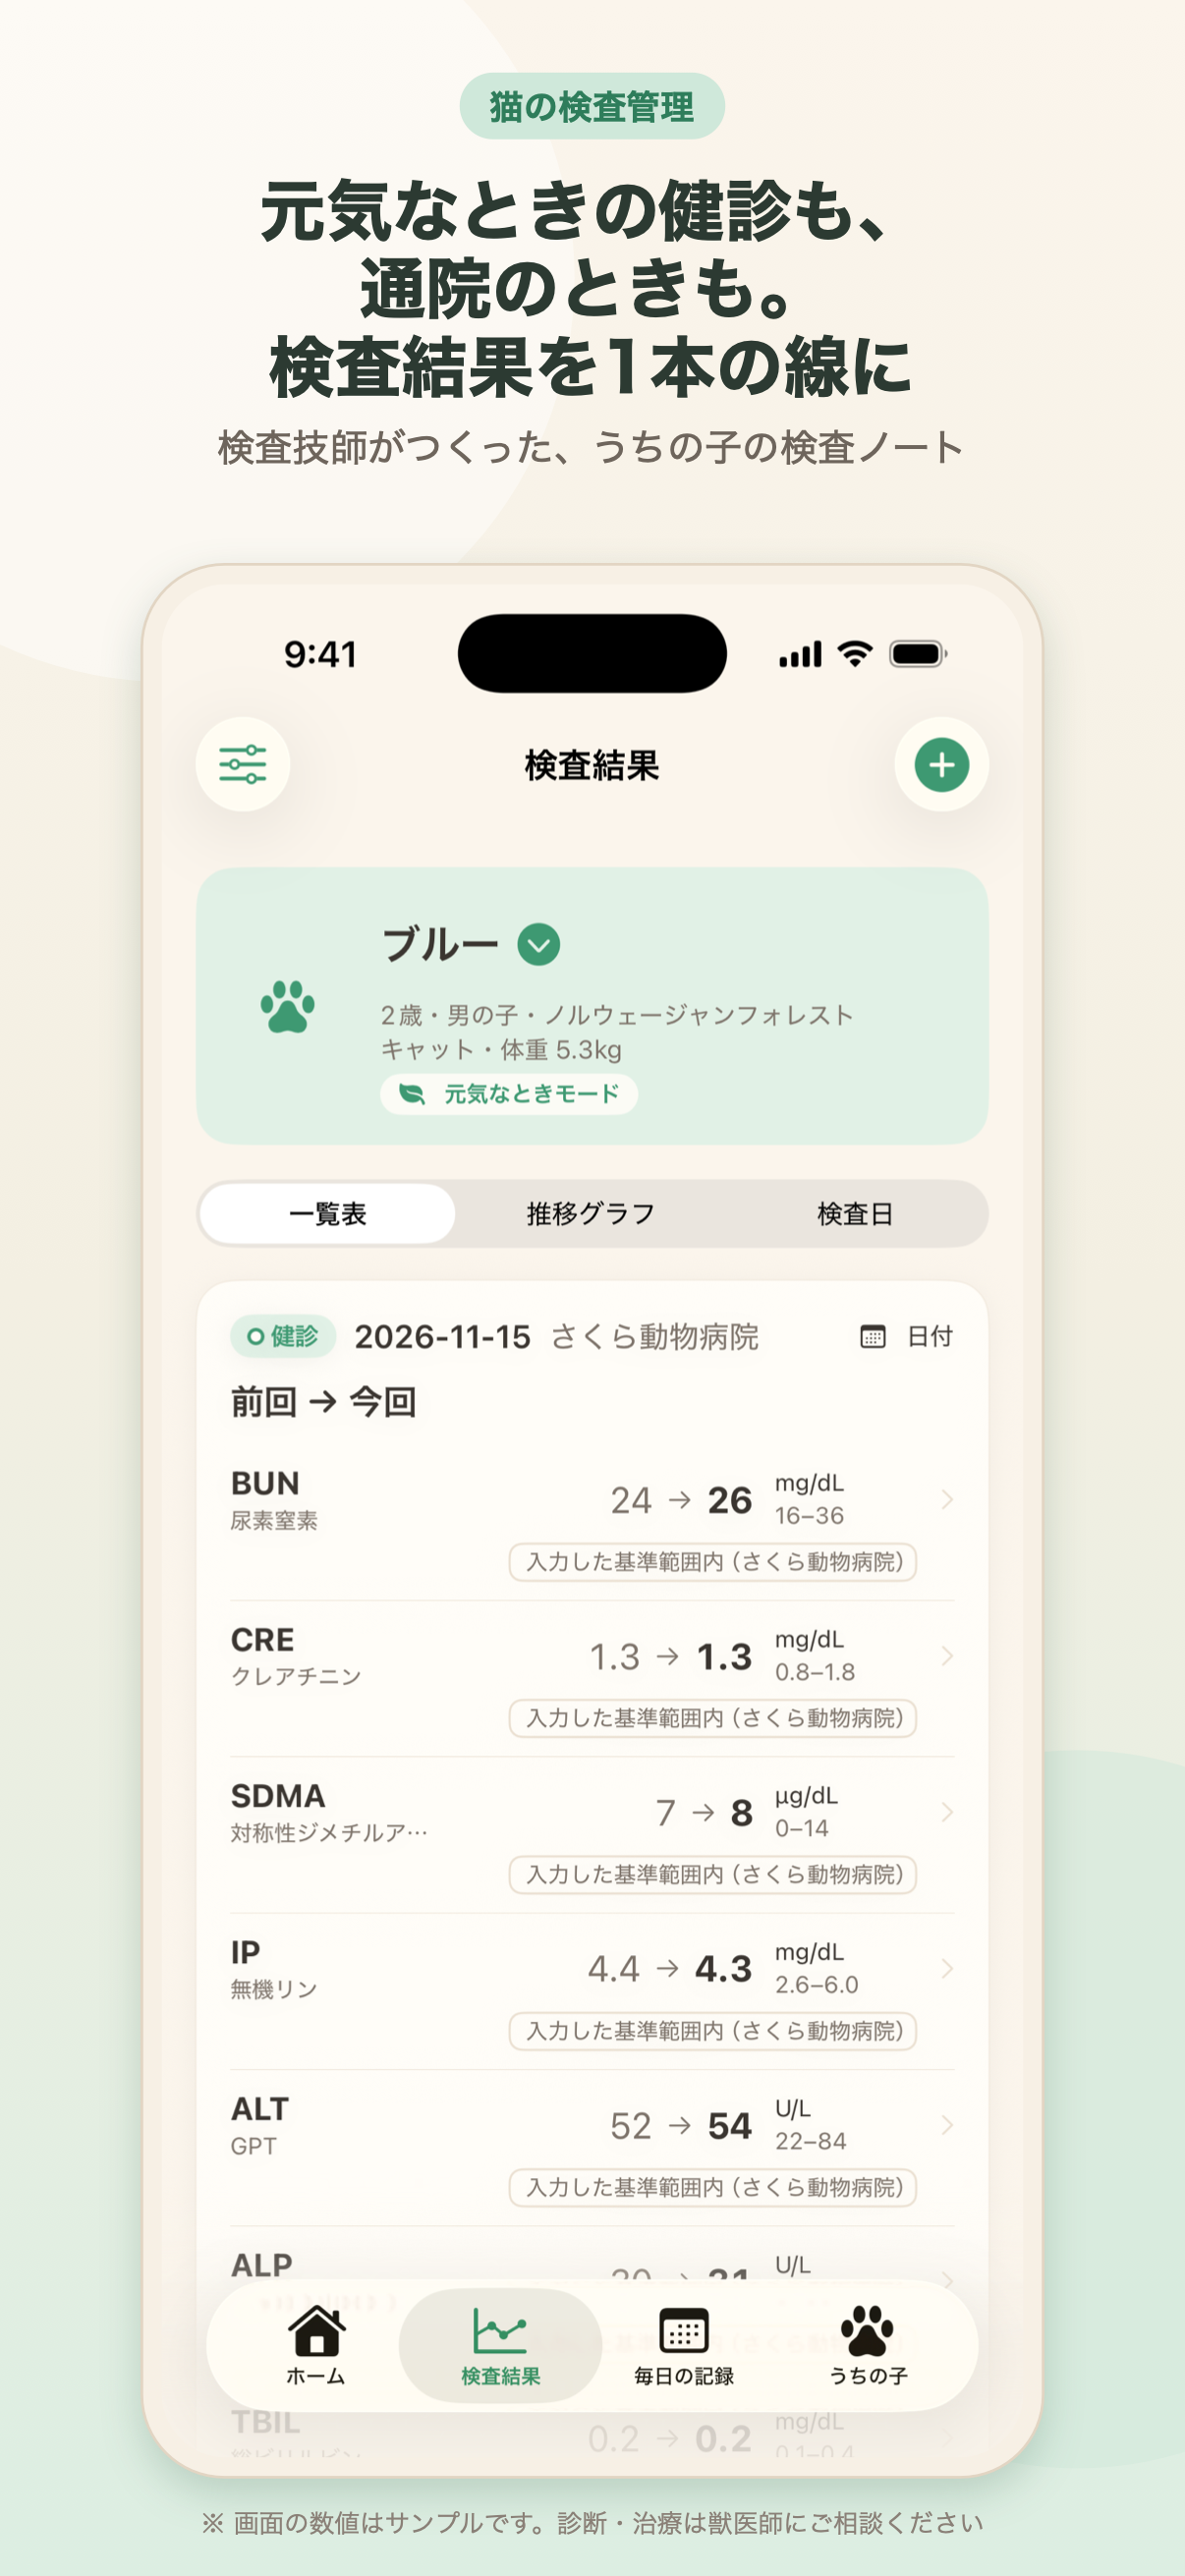 猫の検査管理
元気なときの健診も、
通院のときも。
検査結果を1本の線に
検査技師がつくった、うちの子の検査ノート
9:41
検査結果
ブルー
2歳・男の子・ノルウェージャンフォレスト
キャット・体重 5.3kg
元気なときモード
一覧表 推移グラフ 検査日
健診 2026-11-15 さくら動物病院 日付
前回 → 今回
BUN 24 → 26 mg/dL
尿素窒素 16–36
入力した基準範囲内（さくら動物病院）
CRE 1.3 → 1.3 mg/dL
クレアチニン 0.8–1.8
入力した基準範囲内（さくら動物病院）
SDMA 7 → 8 µg/dL
対称性ジメチルア… 0–14
入力した基準範囲内（さくら動物病院）
IP 4.4 → 4.3 mg/dL
無機リン 2.6–6.0
入力した基準範囲内（さくら動物病院）
ALT 52 → 54 U/L
GPT 22–84
入力した基準範囲内（さくら動物病院）
ALP U/L
ホーム 検査結果 毎日の記録 うちの子
TBIL 0.2 → 0.2 mg/dL
※ 画面の数値はサンプルです。診断・治療は獣医師にご相談ください